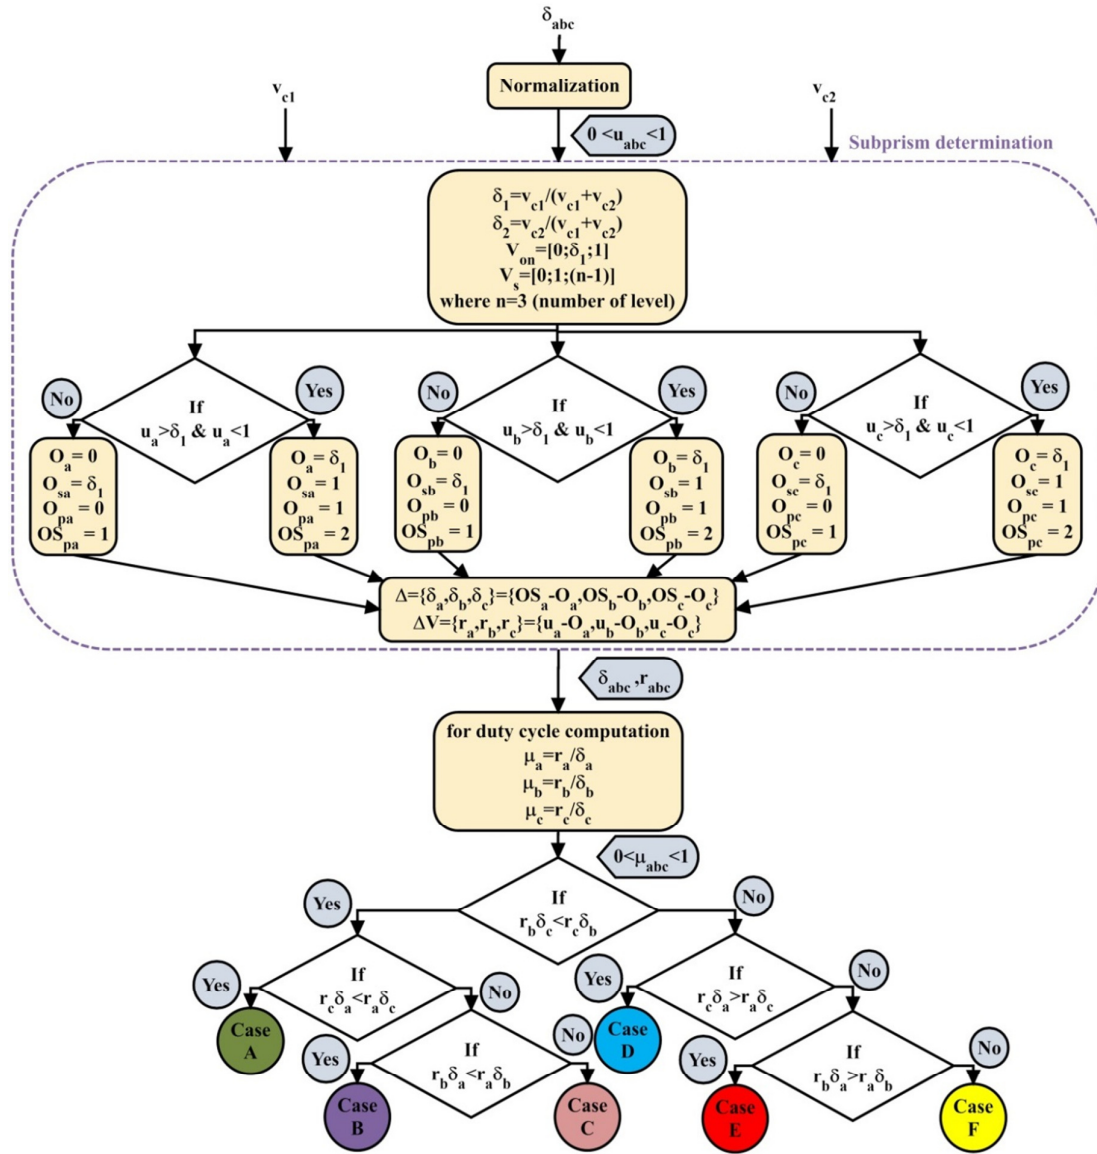 δabc
Normalization
vc1
vc2
0 <uabc<1
Subprism determination
δ1=vc1/(vc1+vc2)
δ2=vc2/(vc1+vc2)
Von=[0;δ1;1]
Vs=[0;1;(n-1)]
where n=3 (number of level)
No
If
ua>δ1 & ua<1
Yes
No
If
ub>δ1 & ub<1
Yes
No
If
uc>δ1 & uc<1
Yes
Oa = 0
Osa = δ1
Opa = 0
OSpa = 1
Oa = δ1
Osa = 1
Opa = 1
OSpa = 2
Ob = 0
Osb = δ1
Opb = 0
OSpb = 1
Ob = δ1
Osb = 1
Opb = 1
OSpb = 2
Oc = 0
Osc = δ1
Opc = 0
OSpc = 1
Oc = δ1
Osc = 1
Opc = 1
OSpc = 2
Δ={δa,δb,δc}={OSa-Oa,OSb-Ob,OSc-Oc}
ΔV={ra,rb,rc}={ua-Oa,ub-Ob,uc-Oc}
δabc ,rabc
for duty cycle computation
μa=ra/δa
μb=rb/δb
μc=rc/δc
0<μabc<1
Yes
If
rbδc<rcδb
No
Yes
If
rcδa<raδc
No
Yes
If
rcδa>raδc
No
Case
A
Yes
If
rbδa<raδb
No
Case
D
Yes
If
rbδa>raδb
No
Case
B
Case
C
Case
E
Case
F